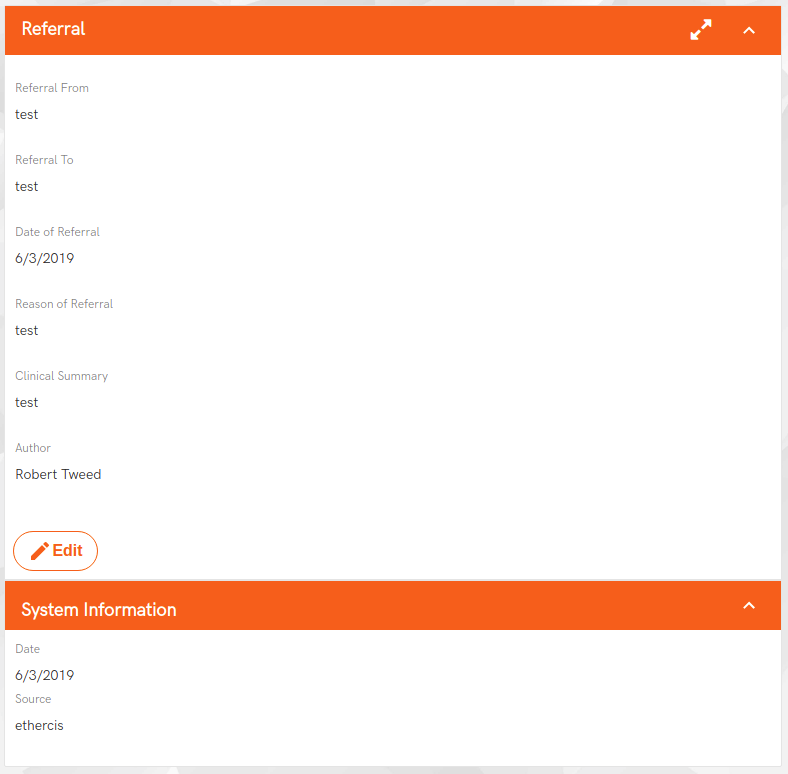 Referral
Referral From
test
Referral To
test
Date of Referral
6/3/2019
Reason of Referral
test
Clinical Summary
test
Author
Robert Tweed
Edit
System Information
Date
6/3/2019
Source
ethercis